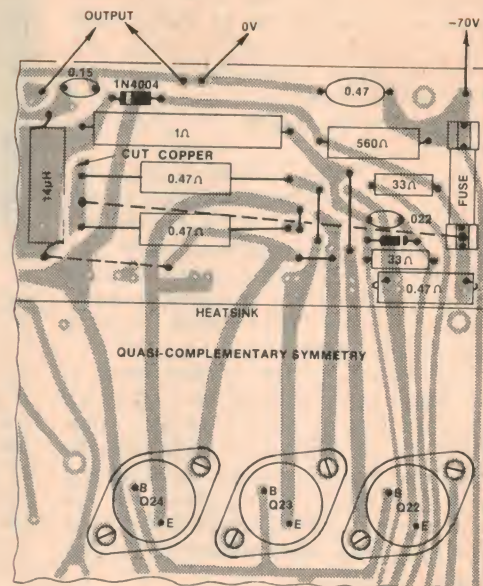 OUTPUT
0V
–70V
0.15
1N4004
0.47
1Ω
560Ω
CUT COPPER
14μH
0.47Ω
33Ω
FUSE
022
0.47Ω
33Ω
0.47Ω
HEATSINK
QUASI-COMPLEMENTARY SYMMETRY
B
Q24
E
B
Q23
E
B
Q22
E